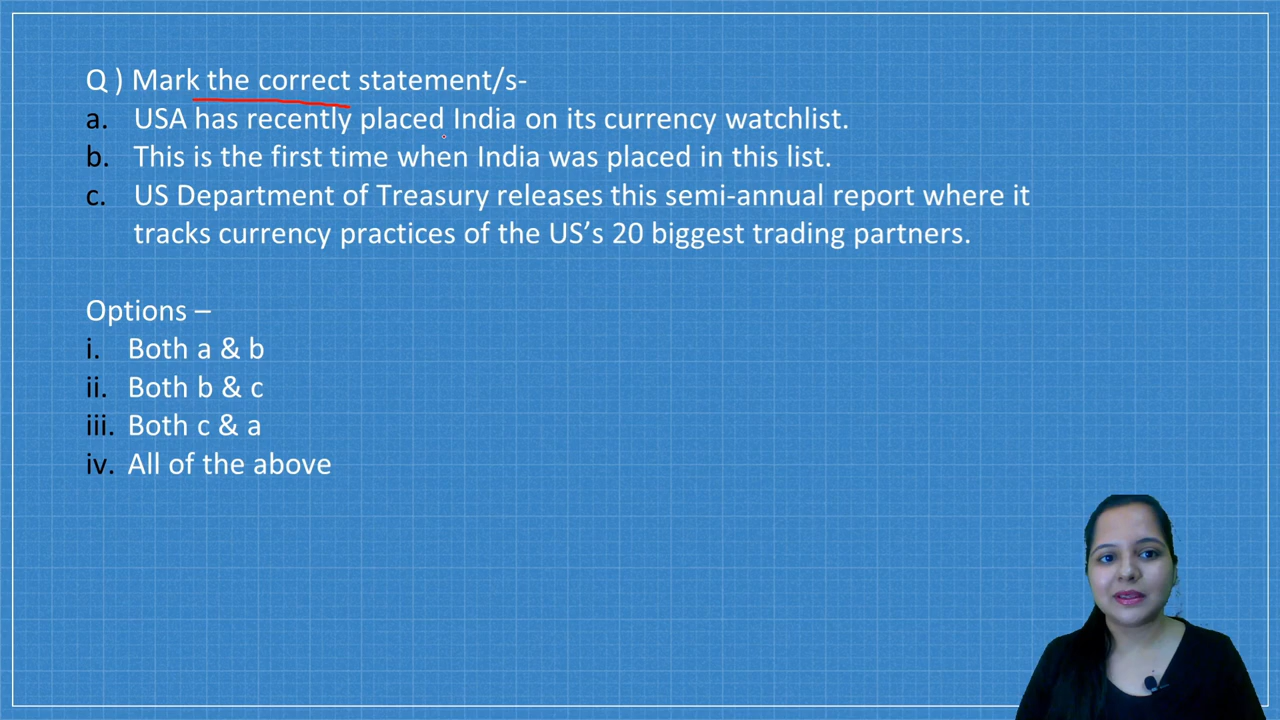 Q ) Mark the correct statement/s-
a. USA has recently placed India on its currency watchlist.
b. This is the first time when India was placed in this list.
c. US Department of Treasury releases this semi-annual report where it
tracks currency practices of the US’s 20 biggest trading partners.
Options –
i. Both a & b
ii. Both b & c
iii. Both c & a
iv. All of the above